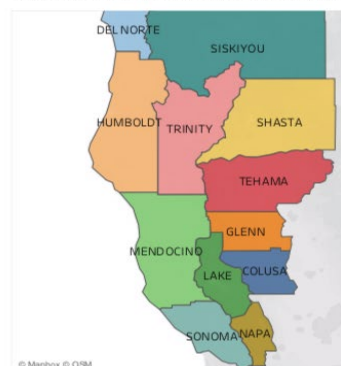 DEL NORTE
SISKIYOU
HUMBOLDT
TRINITY
SHASTA
TEHAMA
GLENN
MENDOCINO
LAKE
COLUSA
SONOMA
NAPA
© Mapbox © OSM